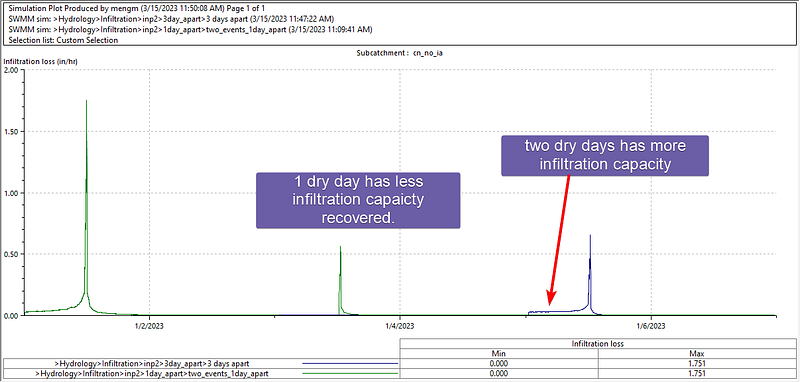 Simulation Plot Produced by mengm (3/15/2023 11:50:08 AM) Page 1 of 1
SWMM sim: >Hydrology>Infiltration>inp2>3day_apart>3 days apart (3/15/2023 11:47:22 AM)
SWMM sim: >Hydrology>Infiltration>inp2>1day_apart>two_events_1day_apart (3/15/2023 11:09:41 AM)
Selection list: Custom Selection
Subcatchment : cn_no_ia
Infiltration loss (in/hr)
2.00
1.50
1.00
0.50
0.00
1 dry day has less
infiltration capaicty
recovered.
two dry days has more
infiltration capacity
1/2/2023
1/4/2023
1/6/2023
Infiltration loss
Min
Max
>Hydrology>Infiltration>inp2>3day_apart>3 days apart
0.000
1.751
>Hydrology>Infiltration>inp2>1day_apart>two_events_1day_apart
0.000
1.751